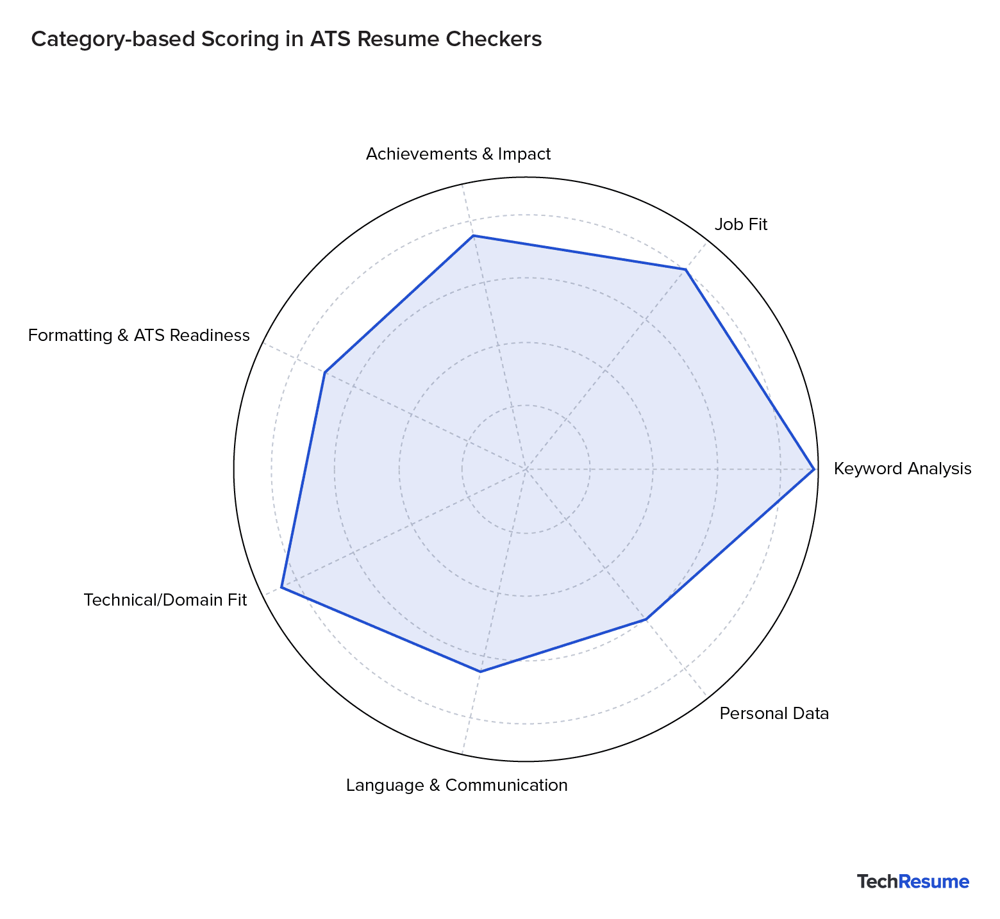 Category-based Scoring in ATS Resume Checkers
Achievements & Impact
Job Fit
Formatting & ATS Readiness
Keyword Analysis
Technical/Domain Fit
Personal Data
Language & Communication
TechResume